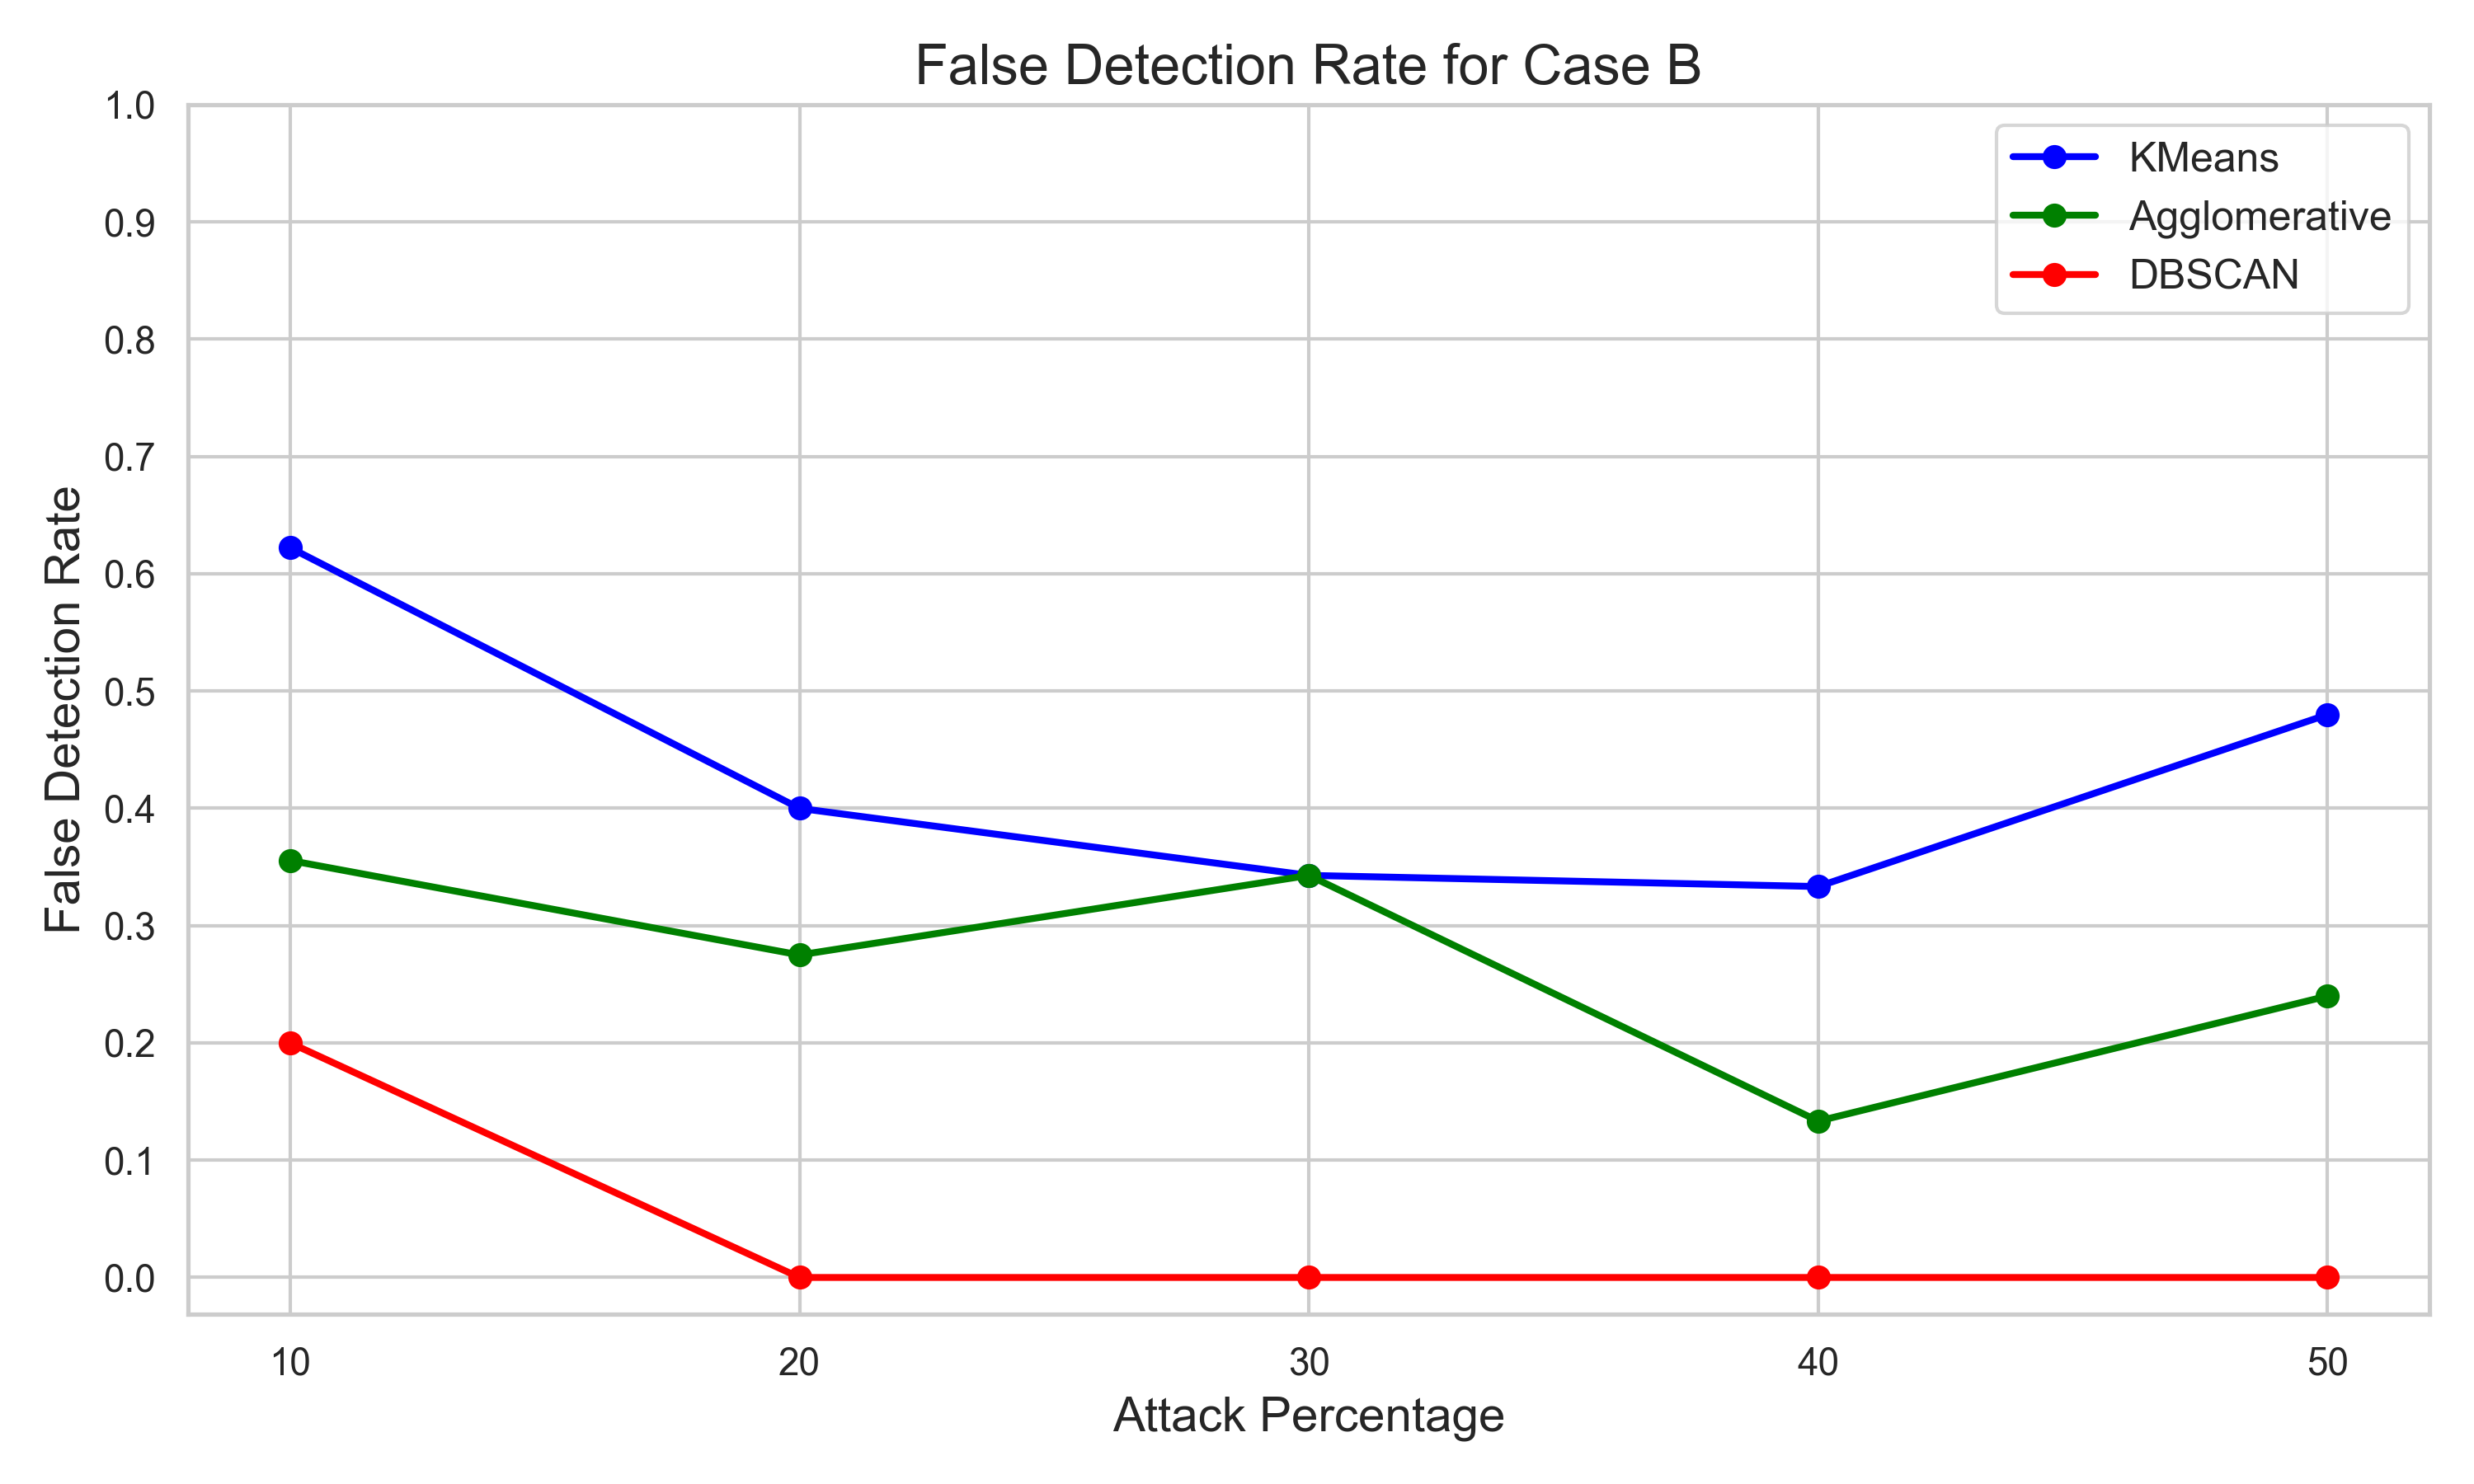 False Detection Rate for Case B
1.0
0.9
0.8
0.7
0.6
0.5
0.4
0.3
0.2
0.1
0.0
False Detection Rate
KMeans
Agglomerative
DBSCAN
10 20 30 40 50
Attack Percentage